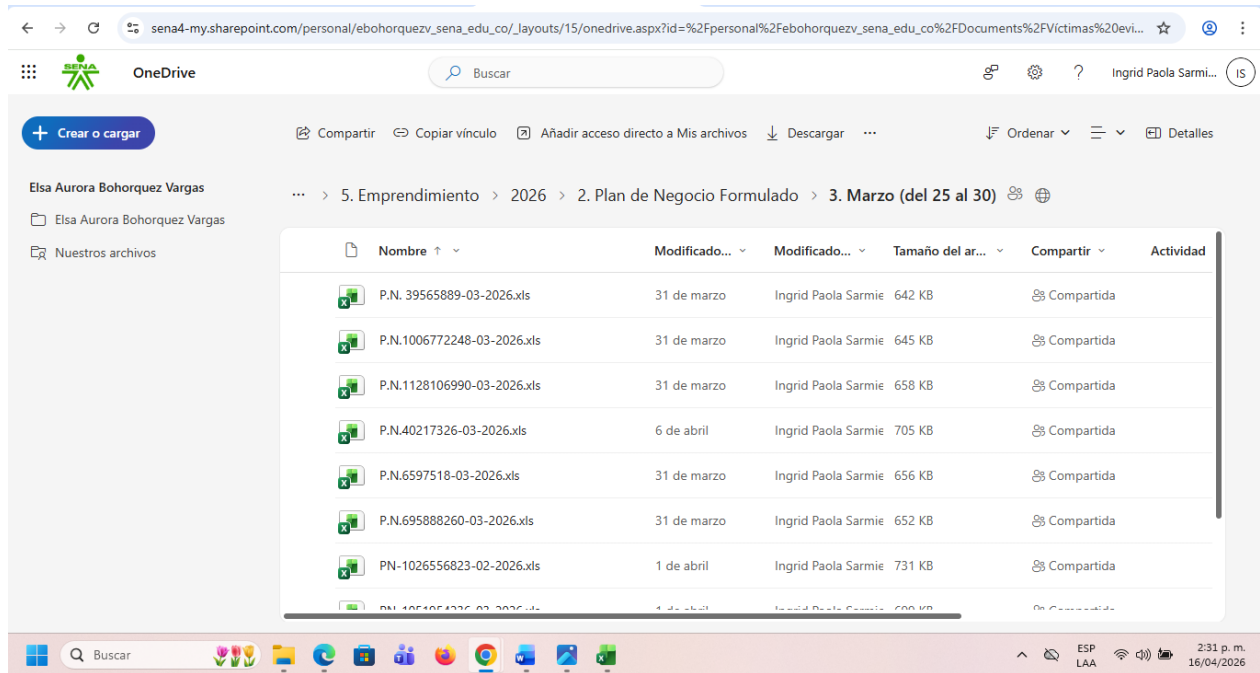 sena4-my.sharepoint.com/personal/ebohorquezv_sena_edu_co/_layouts/15/onedrive.aspx?id=%2Fpersonal%2Febohorquezv_sena_edu_co%2FDocuments%2FVíctimas%20evi...
SENA OneDrive Buscar ? Ingrid Paola Sarmi... IS
+ Crear o cargar Compartir Copiar vínculo Añadir acceso directo a Mis archivos Descargar ... Ordenar Detalles
Elsa Aurora Bohorquez Vargas
Elsa Aurora Bohorquez Vargas
Nuestros archivos
... > 5. Emprendimiento > 2026 > 2. Plan de Negocio Formulado > 3. Marzo (del 25 al 30)
Nombre ↑ Modificado... Modificado... Tamaño del ar... Compartir Actividad
P.N. 39565889-03-2026.xls 31 de marzo Ingrid Paola Sarmie 642 KB Compartida
P.N.1006772248-03-2026.xls 31 de marzo Ingrid Paola Sarmie 645 KB Compartida
P.N.1128106990-03-2026.xls 31 de marzo Ingrid Paola Sarmie 658 KB Compartida
P.N.40217326-03-2026.xls 6 de abril Ingrid Paola Sarmie 705 KB Compartida
P.N.6597518-03-2026.xls 31 de marzo Ingrid Paola Sarmie 656 KB Compartida
P.N.695888260-03-2026.xls 31 de marzo Ingrid Paola Sarmie 652 KB Compartida
PN-1026556823-02-2026.xls 1 de abril Ingrid Paola Sarmie 731 KB Compartida
1 de abril Ingrid Paola Sarmie Compartida
Buscar ESP 2:31 p. m.
LAA 16/04/2026